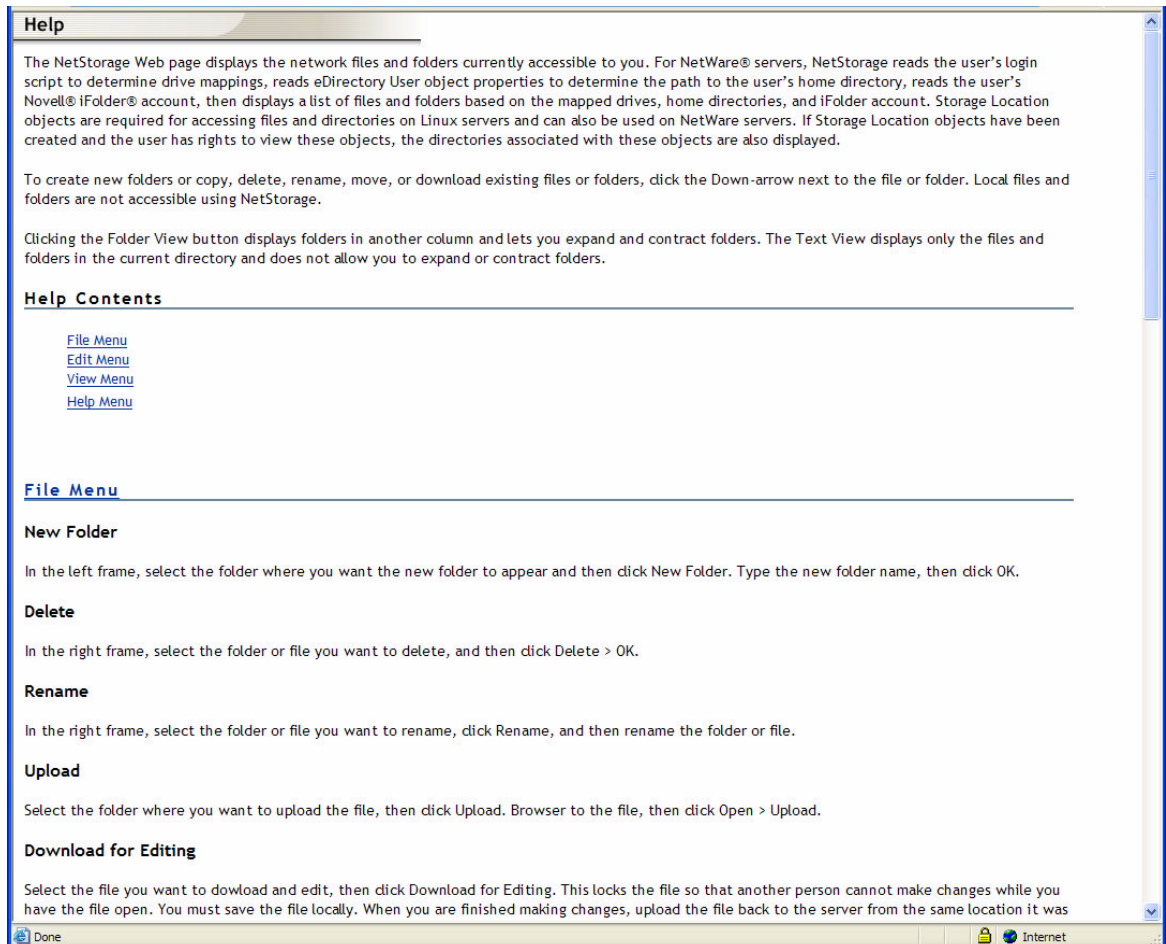 Help
The NetStorage Web page displays the network files and folders currently accessible to you. For NetWare® servers, NetStorage reads the user's login
script to determine drive mappings, reads eDirectory User object properties to determine the path to the user's home directory, reads the user's
Novell® iFolder® account, then displays a list of files and folders based on the mapped drives, home directories, and iFolder account. Storage Location
objects are required for accessing files and directories on Linux servers and can also be used on NetWare servers. If Storage Location objects have been
created and the user has rights to view these objects, the directories associated with these objects are also displayed.
To create new folders or copy, delete, rename, move, or download existing files or folders, click the Down-arrow next to the file or folder. Local files and
folders are not accessible using NetStorage.
Clicking the Folder View button displays folders in another column and lets you expand and contract folders. The Text View displays only the files and
folders in the current directory and does not allow you to expand or contract folders.
Help Contents
File Menu
Edit Menu
View Menu
Help Menu
File Menu
New Folder
In the left frame, select the folder where you want the new folder to appear and then click New Folder. Type the new folder name, then click OK.
Delete
In the right frame, select the folder or file you want to delete, and then click Delete > OK.
Rename
In the right frame, select the folder or file you want to rename, click Rename, and then rename the folder or file.
Upload
Select the folder where you want to upload the file, then click Upload. Browser to the file, then click Open > Upload.
Download for Editing
Select the file you want to dowload and edit, then click Download for Editing. This locks the file so that another person cannot make changes while you
have the file open. You must save the file locally. When you are finished making changes, upload the file back to the server from the same location it was
Done
Internet